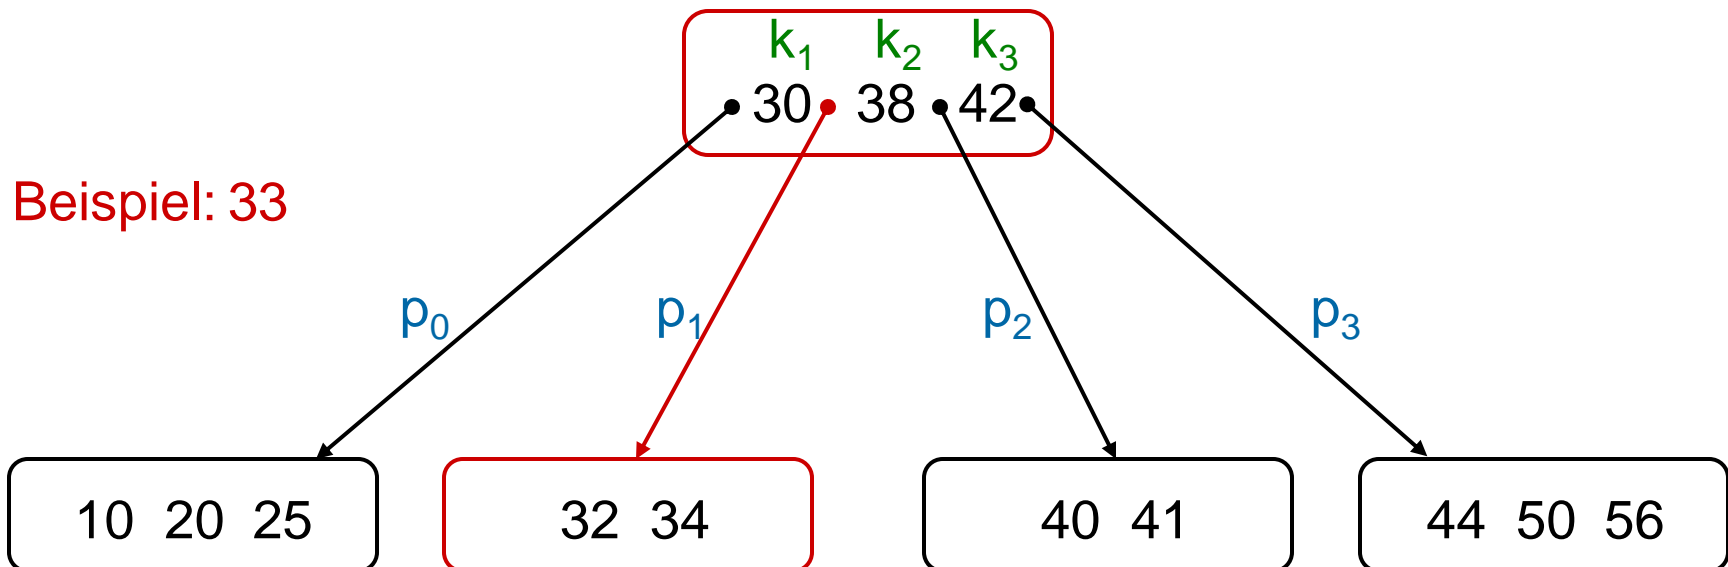 k₁ k₂ k₃
30 38 42
Beispiel: 33
p₀ p₁ p₂ p₃
10 20 25 32 34 40 41 44 50 56